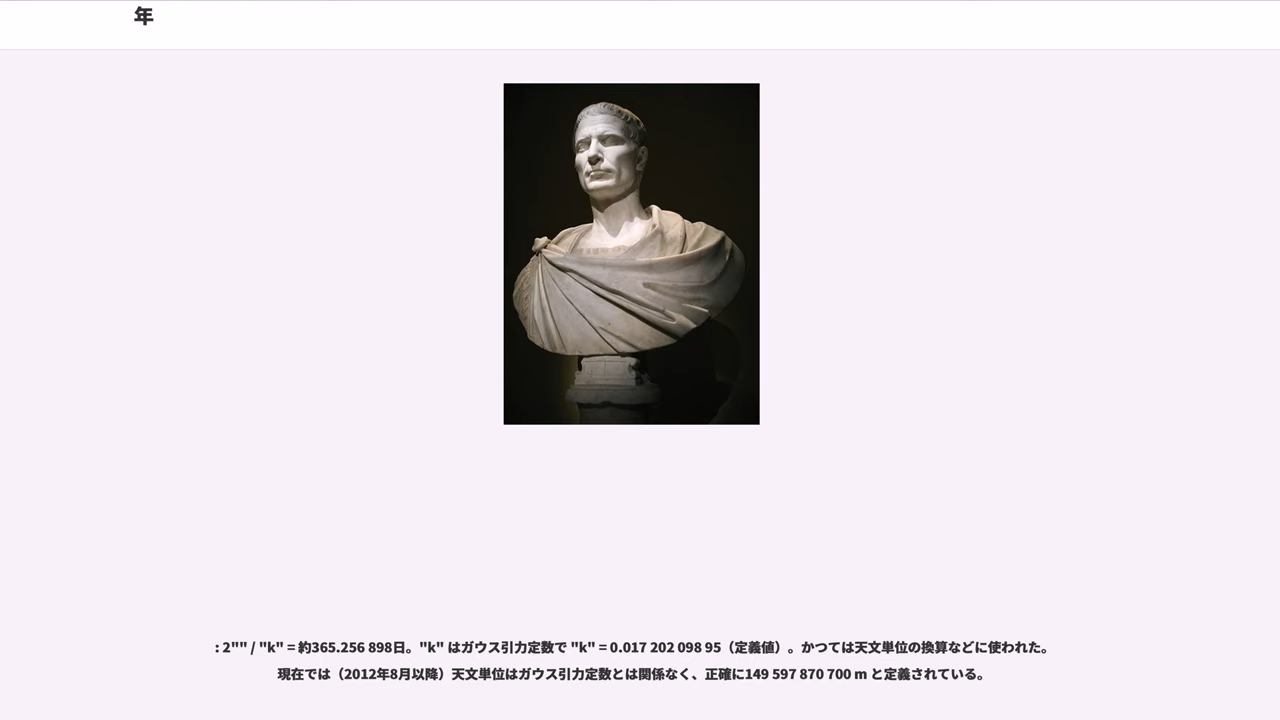 年
: 2"" / "k" = 約365.256 898日。"k" はガウス引力定数で "k" = 0.017 202 098 95（定義値）。かつては天文単位の換算などに使われた。
現在では（2012年8月以降）天文単位はガウス引力定数とは関係なく、正確に149 597 870 700 m と定義されている。